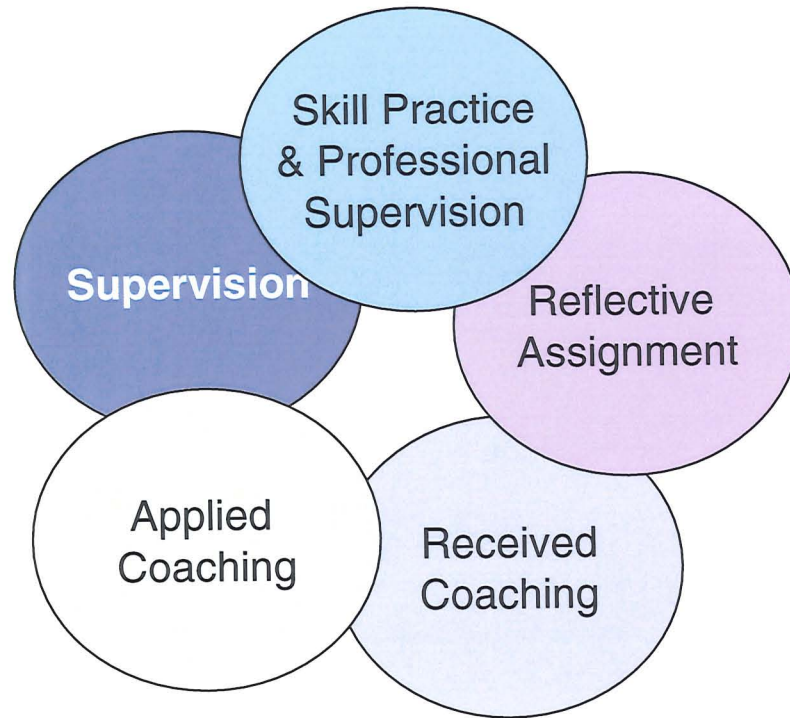 Skill Practice
& Professional
Supervision
Supervision
Reflective
Assignment
Applied
Coaching
Received
Coaching